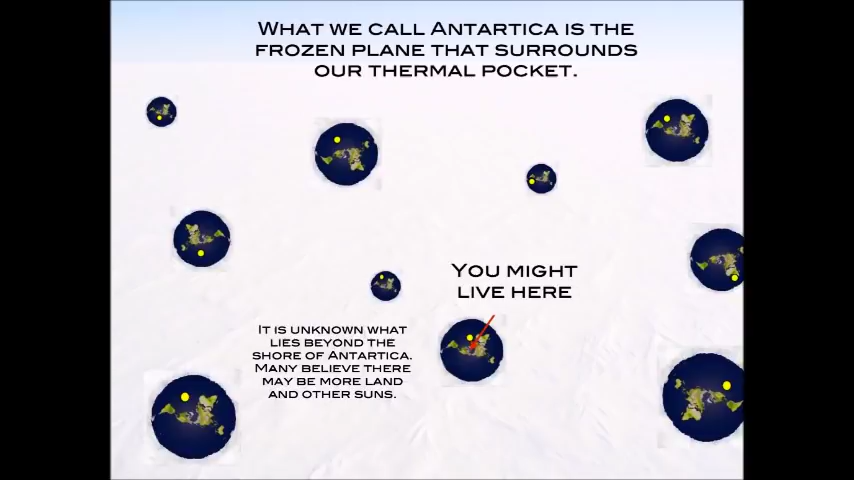 What we call Antartica is the
frozen plane that surrounds
our thermal pocket.
You might
live here
It is unknown what
lies beyond the
shore of Antartica.
Many believe there
may be more land
and other suns.